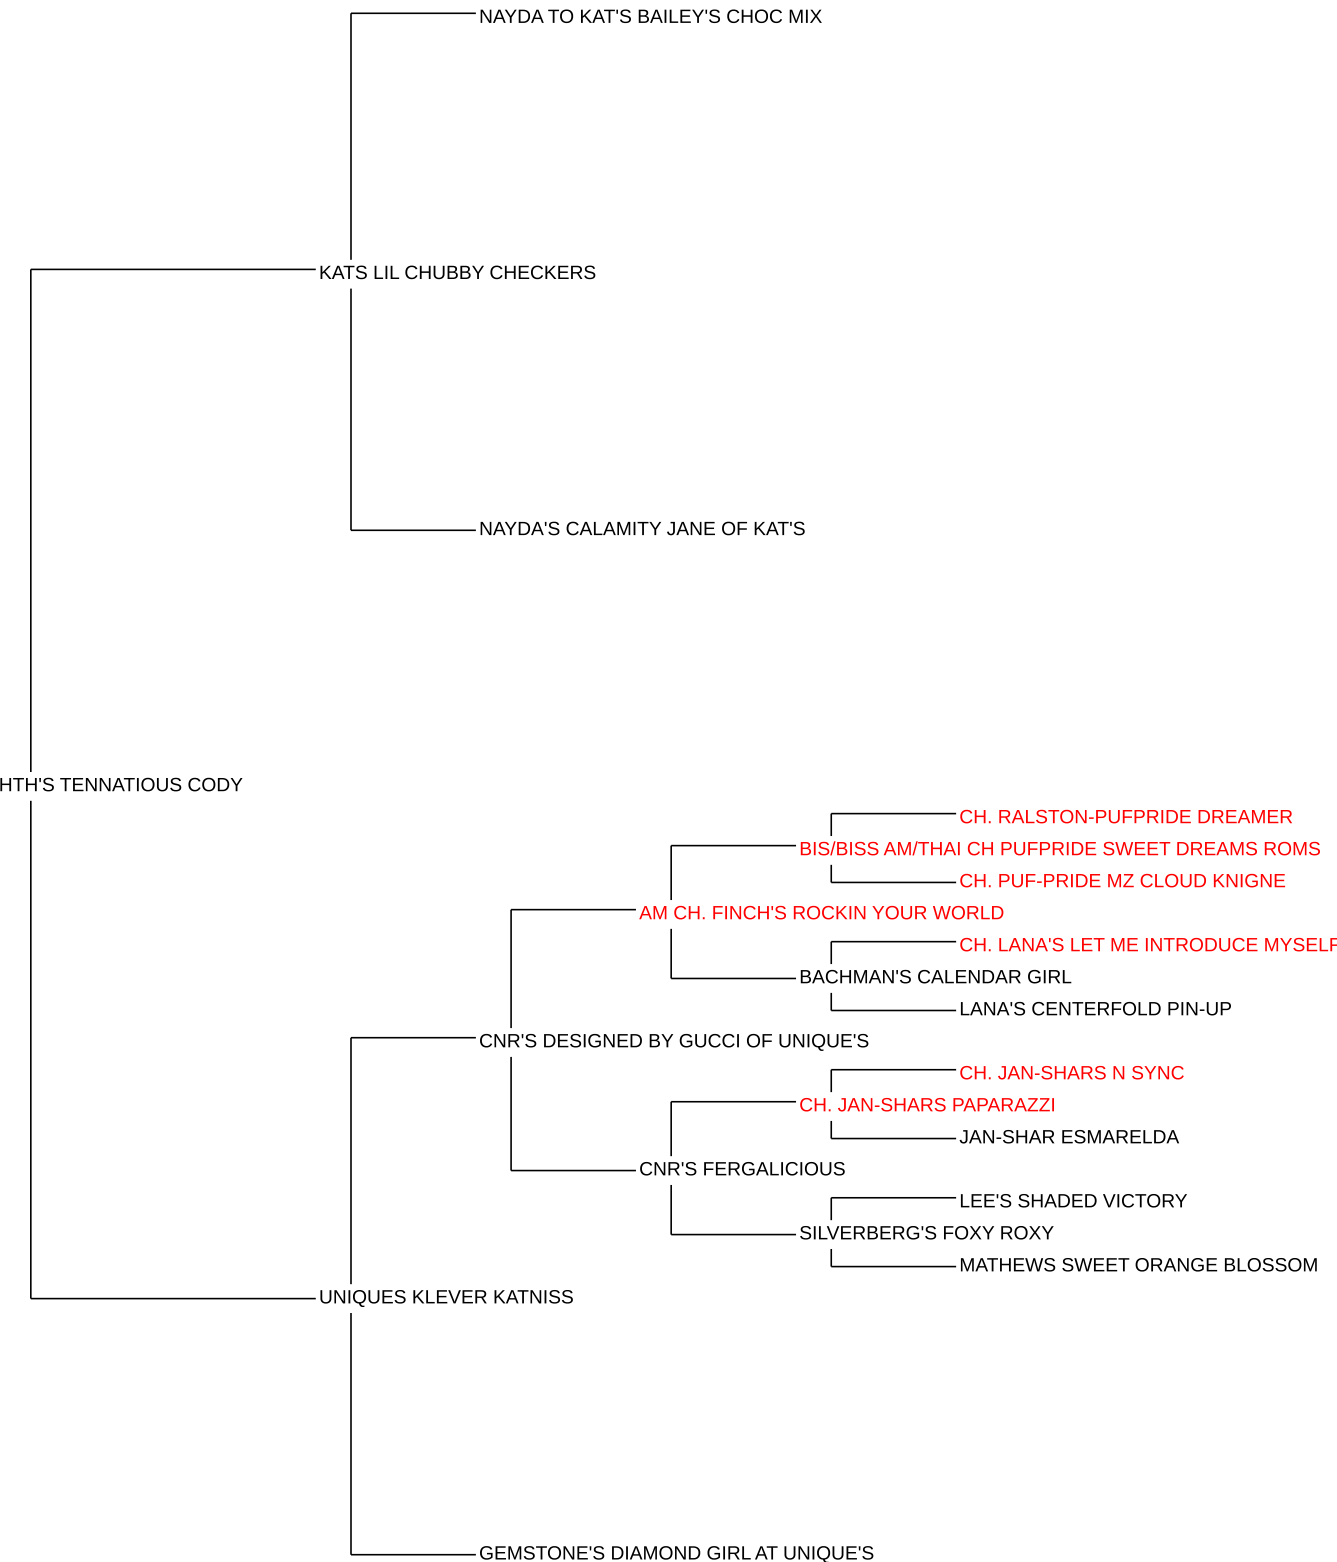 NAYDA TO KAT'S BAILEY'S CHOC MIX
KATS LIL CHUBBY CHECKERS
NAYDA'S CALAMITY JANE OF KAT'S
HTH'S TENNATIOUS CODY
CH. RALSTON-PUFPRIDE DREAMER
BIS/BISS AM/THAI CH PUFPRIDE SWEET DREAMS ROMS
CH. PUF-PRIDE MZ CLOUD KNIGNE
AM CH. FINCH'S ROCKIN YOUR WORLD
CH. LANA'S LET ME INTRODUCE MYSELF
BACHMAN'S CALENDAR GIRL
LANA'S CENTERFOLD PIN-UP
CNR'S DESIGNED BY GUCCI OF UNIQUE'S
CH. JAN-SHARS N SYNC
CH. JAN-SHARS PAPARAZZI
JAN-SHAR ESMARELDA
CNR'S FERGALICIOUS
LEE'S SHADED VICTORY
SILVERBERG'S FOXY ROXY
MATHEWS SWEET ORANGE BLOSSOM
UNIQUES KLEVER KATNISS
GEMSTONE'S DIAMOND GIRL AT UNIQUE'S